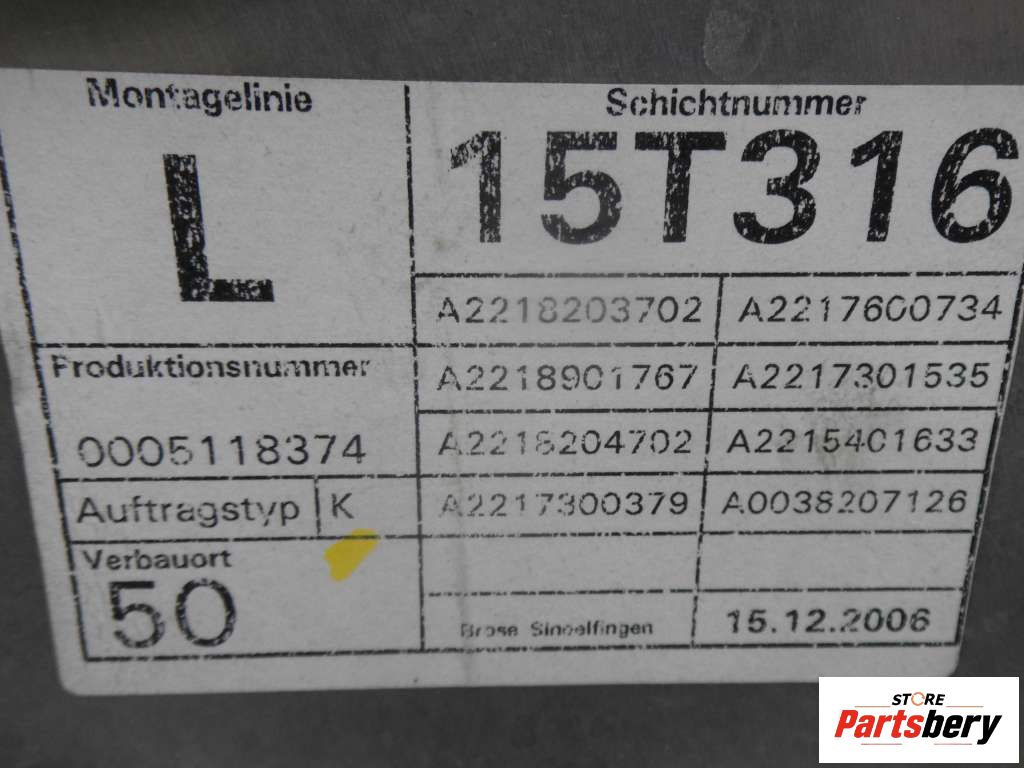 Montagelinie
L
Schichtnummer
15T316
A2218203702 A2217600734
A2218901767 A2217301535
A2218204702 A2215401633
A2217300379 A0038207126
Produktionsnummer
0005118374
Auftragstyp K
Verbauort
50
Brose Sindelfingen 15.12.2006
STORE
Partsbery